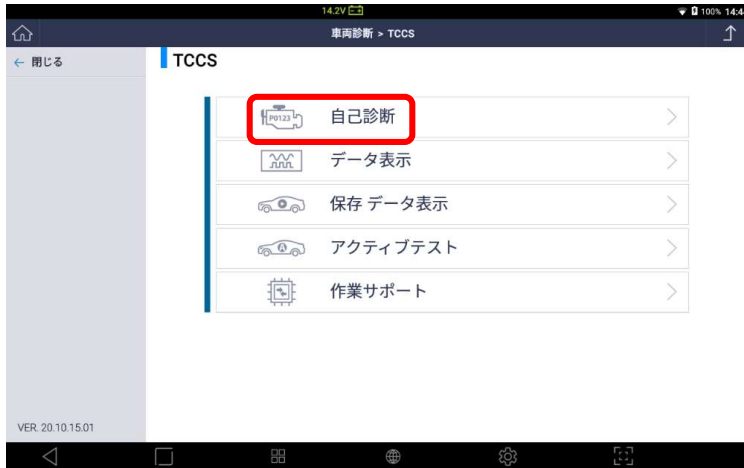 14.2V
100% 14:4
車両診断 > TCCS
← 閉じる
TCCS
P0123
自己診断
データ表示
保存 データ表示
アクティブテスト
作業サポート
VER. 20.10.15.01